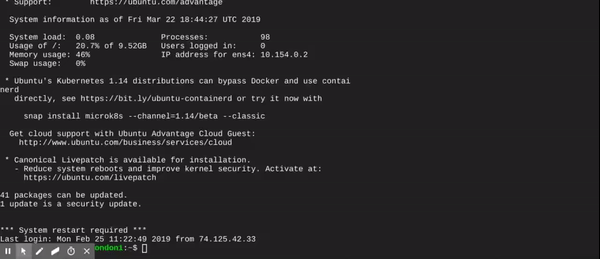 * Support: https://ubuntu.com/advantage
System information as of Fri Mar 22 18:44:27 UTC 2019
System load: 0.08 Processes: 98
Usage of /: 20.7% of 9.52GB Users logged in: 0
Memory usage: 46% IP address for ens4: 10.154.0.2
Swap usage: 0%
* Ubuntu's Kubernetes 1.14 distributions can bypass Docker and use contai
nerd
directly, see https://bit.ly/ubuntu-containerd or try it now with
snap install microk8s --channel=1.14/beta --classic
Get cloud support with Ubuntu Advantage Cloud Guest:
http://www.ubuntu.com/business/services/cloud
* Canonical Livepatch is available for installation.
- Reduce system reboots and improve kernel security. Activate at:
https://ubuntu.com/livepatch
41 packages can be updated.
1 update is a security update.
*** System restart required ***
Last login: Mon Feb 25 11:22:49 2019 from 74.125.42.33
ondon1:~$